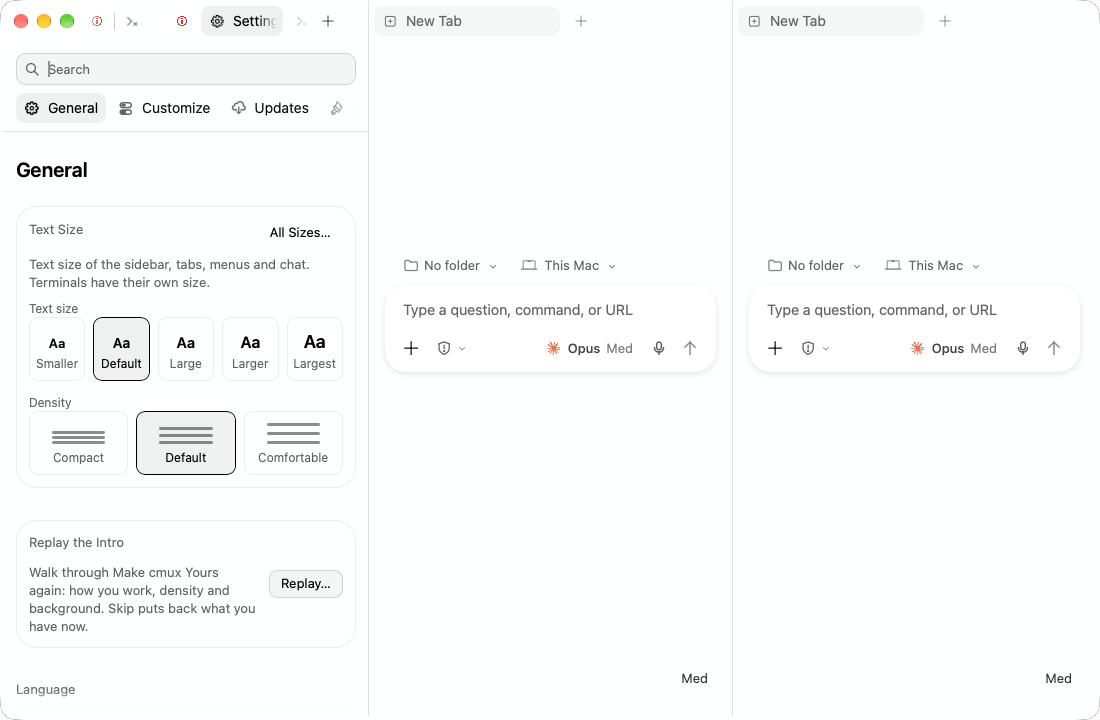 Setting
Search
General
Customize
Updates
General
Text Size
All Sizes...
Text size of the sidebar, tabs, menus and chat.
Terminals have their own size.
Text size
Aa
Aa
Aa
Aa
Aa
Smaller
Default
Large
Larger
Largest
Density
Compact
Default
Comfortable
Replay the Intro
Walk through Make cmux Yours
again: how you work, density and
background. Skip puts back what you
have now.
Replay...
Language
New Tab
No folder
This Mac
Type a question, command, or URL
Opus Med
Med
New Tab
No folder
This Mac
Type a question, command, or URL
Opus Med
Med